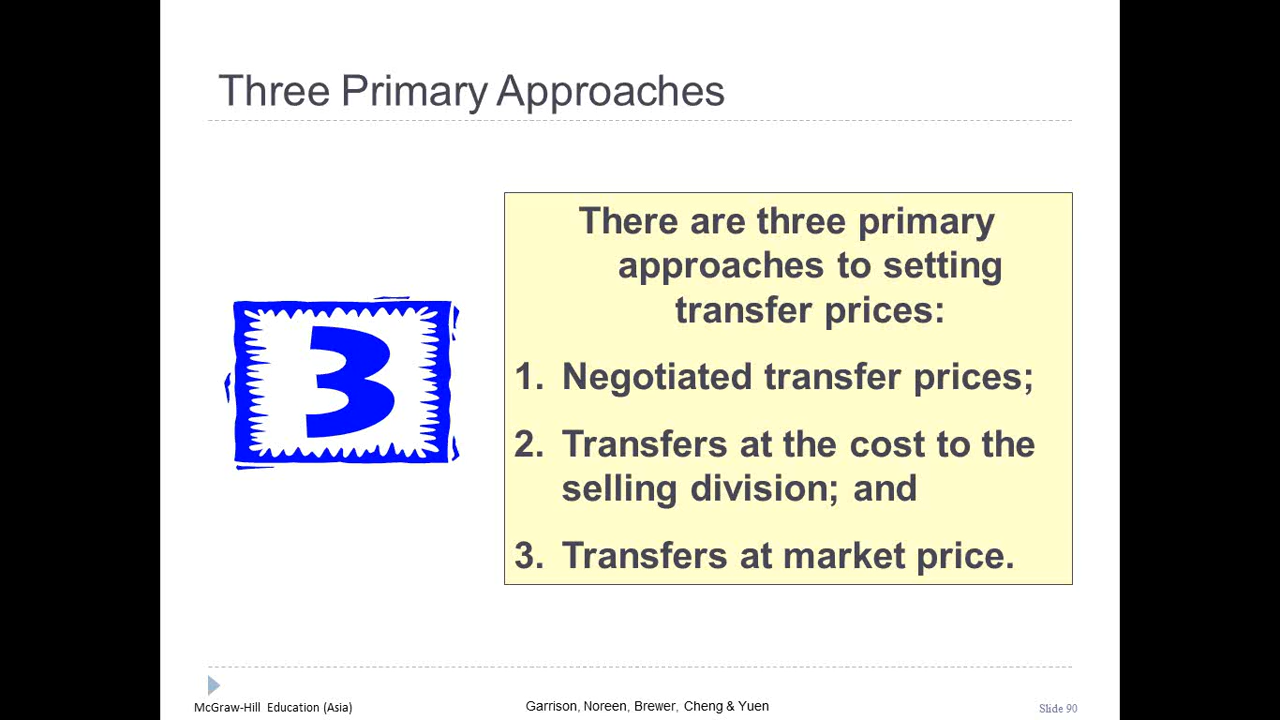 Three Primary Approaches
There are three primary
approaches to setting
transfer prices:
1. Negotiated transfer prices;
2. Transfers at the cost to the
selling division; and
3. Transfers at market price.
3
McGraw-Hill Education (Asia)
Garrison, Noreen, Brewer, Cheng & Yuen
Slide 90